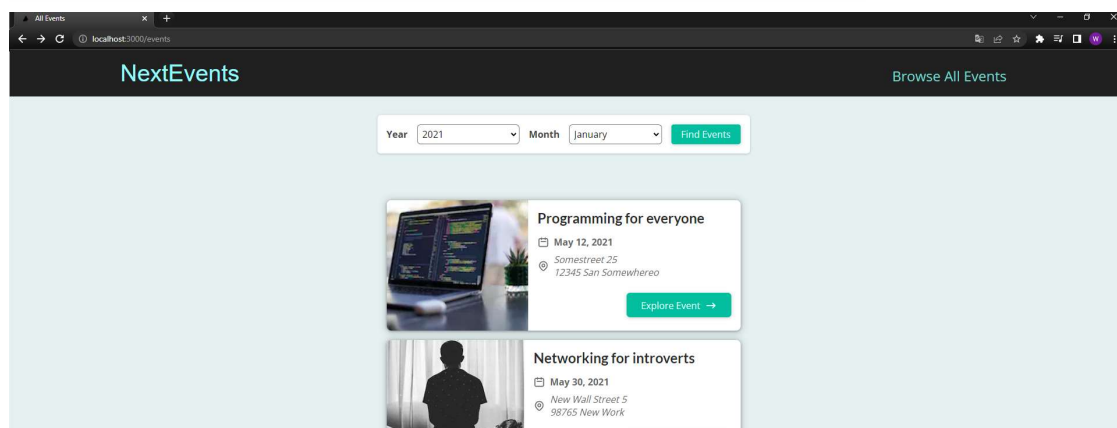 All Events
localhost:3000/events
W
NextEvents
Browse All Events
Year 2021 Month January Find Events
Programming for everyone
May 12, 2021
Somestreet 25
12345 San Somewhereo
Explore Event →
Networking for introverts
May 30, 2021
New Wall Street 5
98765 New Work